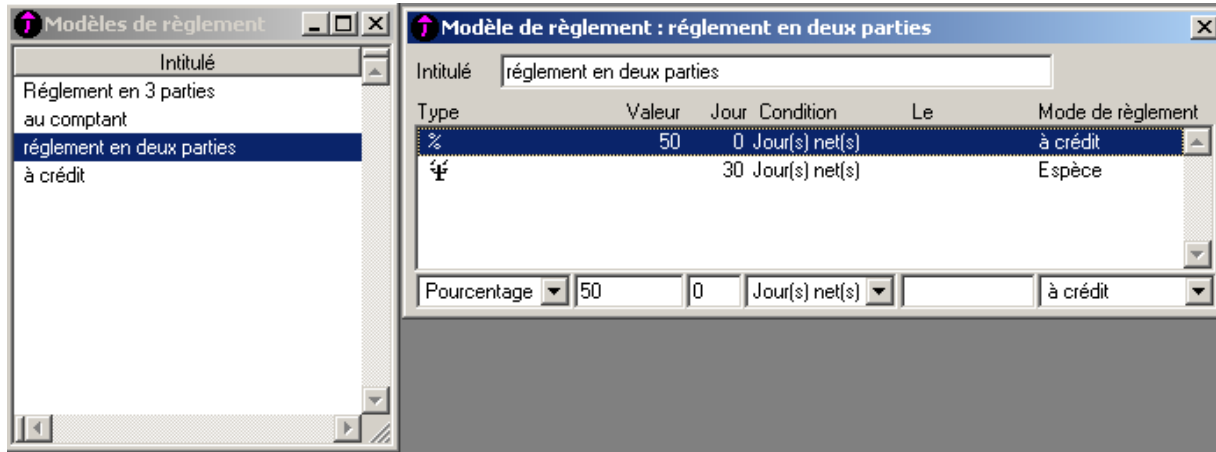 Modèles de règlement
Intitulé
Réglement en 3 parties
au comptant
réglement en deux parties
à crédit
Modèle de règlement : réglement en deux parties
Intitulé réglement en deux parties
Type Valeur Jour Condition Le Mode de règlement
% 50 0 Jour(s) net(s) à crédit
30 Jour(s) net(s) Espèce
Pourcentage 50 0 Jour(s) net(s) à crédit